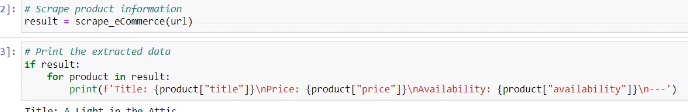 2]: # Scrape product information
result = scrape_eCommerce(url)
3]: # Print the extracted data
if result:
for product in result:
print(f'Title: {product["title"]}\nPrice: {product["price"]}\nAvailability: {product["availability"]}\n---')
Title: A Light in the Attic